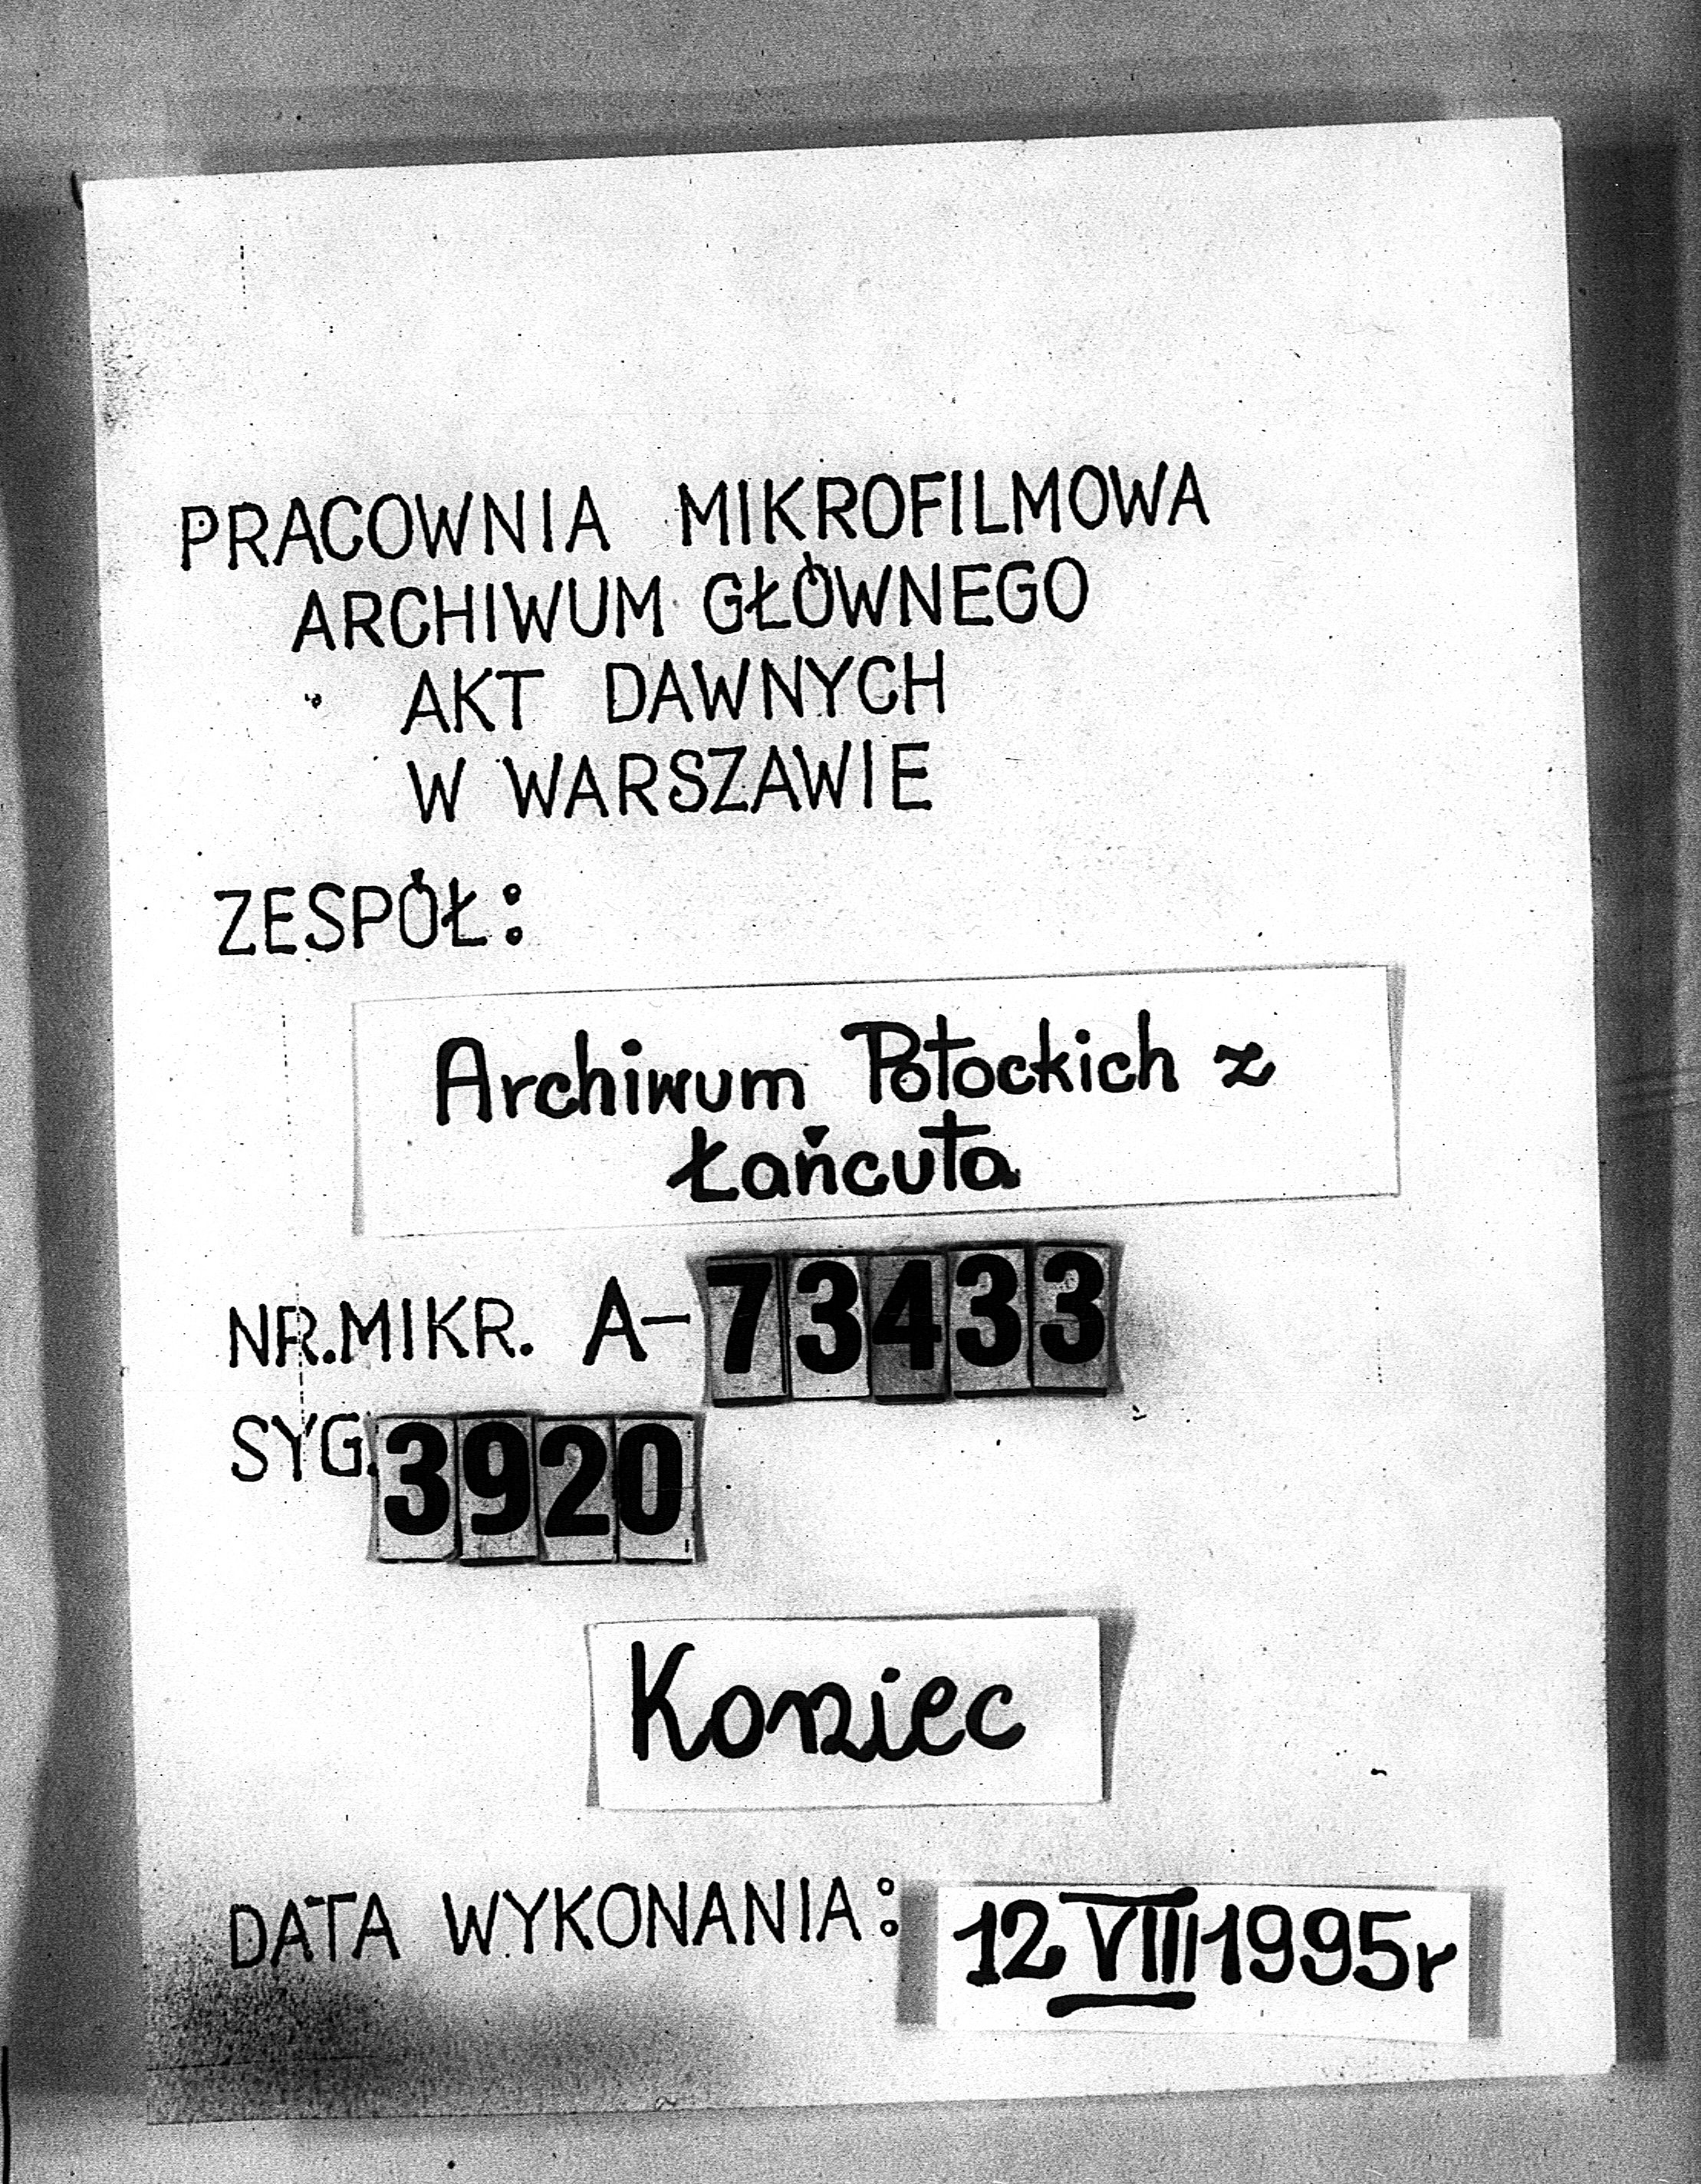 PRACOWNIA MIKROFILMOWA
ARCHIWUM GŁÓWNEGO
AKT DAWNYCH
W WARSZAWIE
ZESPÓŁ:
Archiwum Potockich z
Łańcuta
NR.MIKR. A-73433
SYG. 3920
Koniec
DATA WYKONANIA: 12 VIII 1995r